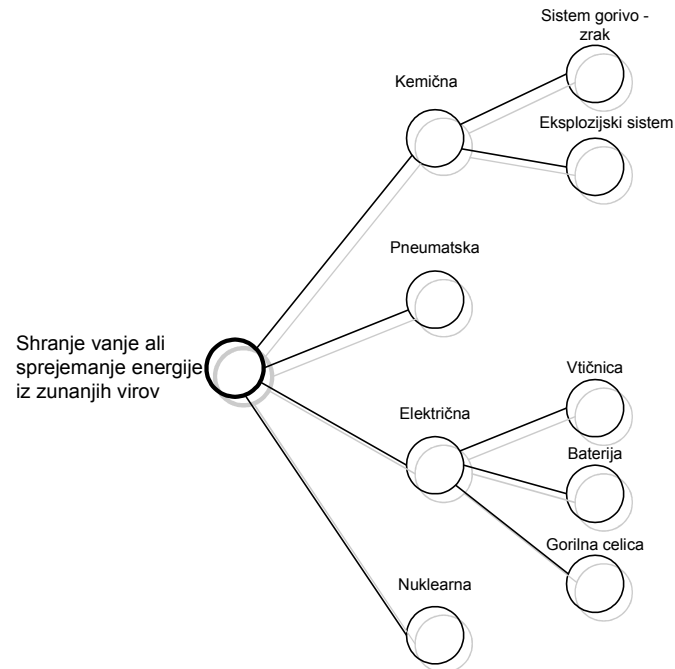 Sistem gorivo -
zrak
Kemična
Eksplozijski sistem
Pneumatska
Shranje vanje ali
sprejemanje energije
iz zunanjih virov
Vtičnica
Električna
Baterija
Gorilna celica
Nuklearna